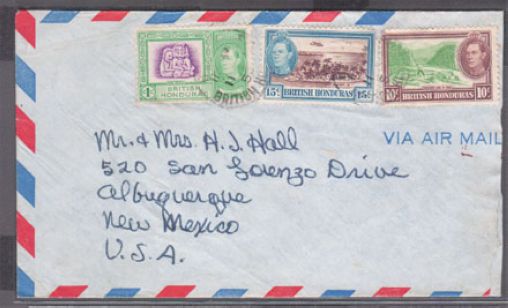 1c
BRITISH HONDURAS
15c BRITISH HONDURAS 15c
10c BRITISH HONDURAS 10c
BRITISH
VIA AIR MAIL
Mr. & Mrs. H. J. Hall
520 San Lorenzo Drive
Albuquerque
New Mexico
U.S.A.